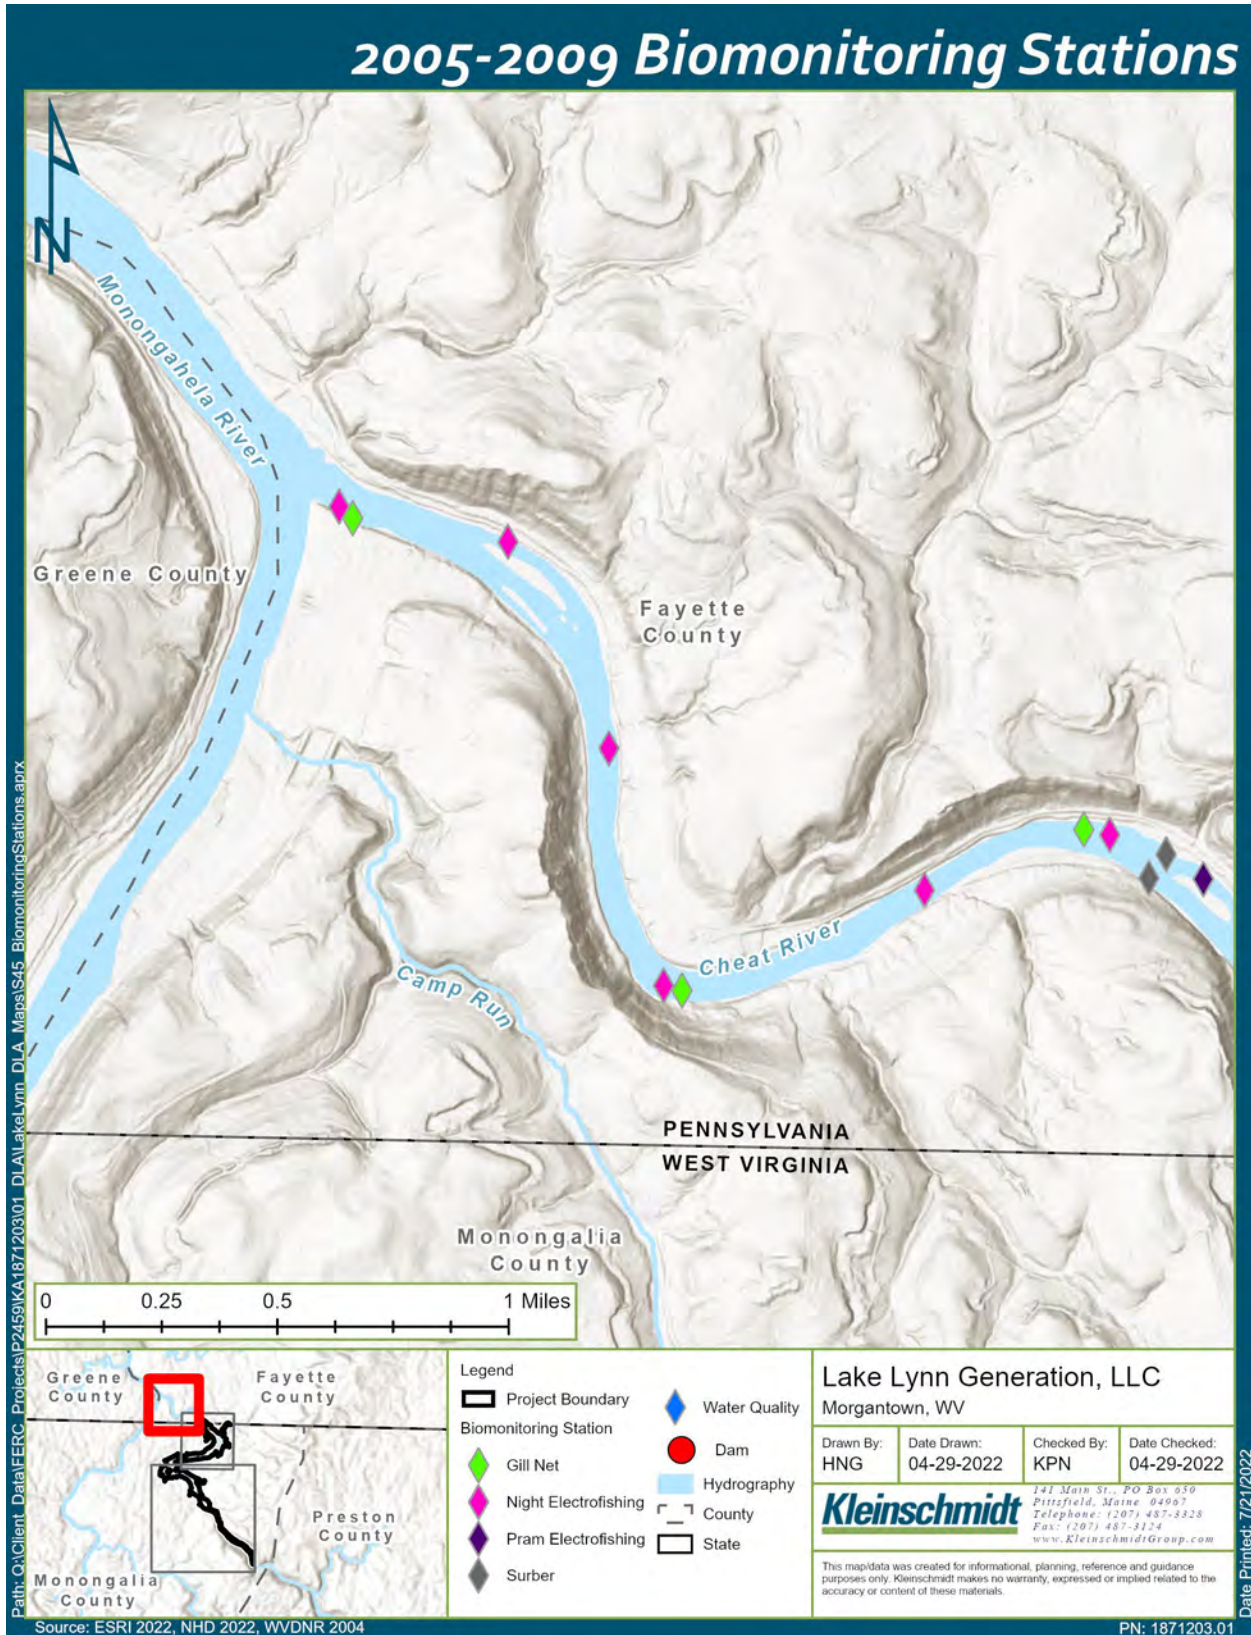 2005-2009 Biomonitoring Stations
N
Monongahela River
Greene County
Fayette
County
Cheat River
Camp Run
PENNSYLVANIA
WEST VIRGINIA
Monongalia
County
0 0.25 0.5 1 Miles
Greene
County
Fayette
County
Preston
County
Monongalia
County
Legend
Project Boundary
Biomonitoring Station
Gill Net
Night Electrofishing
Pram Electrofishing
Surber
Water Quality
Dam
Hydrography
County
State
Lake Lynn Generation, LLC
Morgantown, WV
Drawn By:
HNG
Date Drawn:
04-29-2022
Checked By:
KPN
Date Checked:
04-29-2022
Kleinschmidt
141 Main St., PO Box 650
Pittsfield, Maine 04967
Telephone: (207) 487-3328
Fax: (207) 487-3124
www.KleinschmidtGroup.com
This map/data was created for informational, planning, reference and guidance
purposes only. Kleinschmidt makes no warranty, expressed or implied related to the
accuracy or content of these materials.
Path: Q:\Client_Data\FERC_Projects\P2459\KA1871203\01_DLA\LakeLynn_DLA_Maps\S45_BiomonitoringStations.aprx
Date Printed: 7/21/2022
Source: ESRI 2022, NHD 2022, WVDNR 2004
PN: 1871203.01